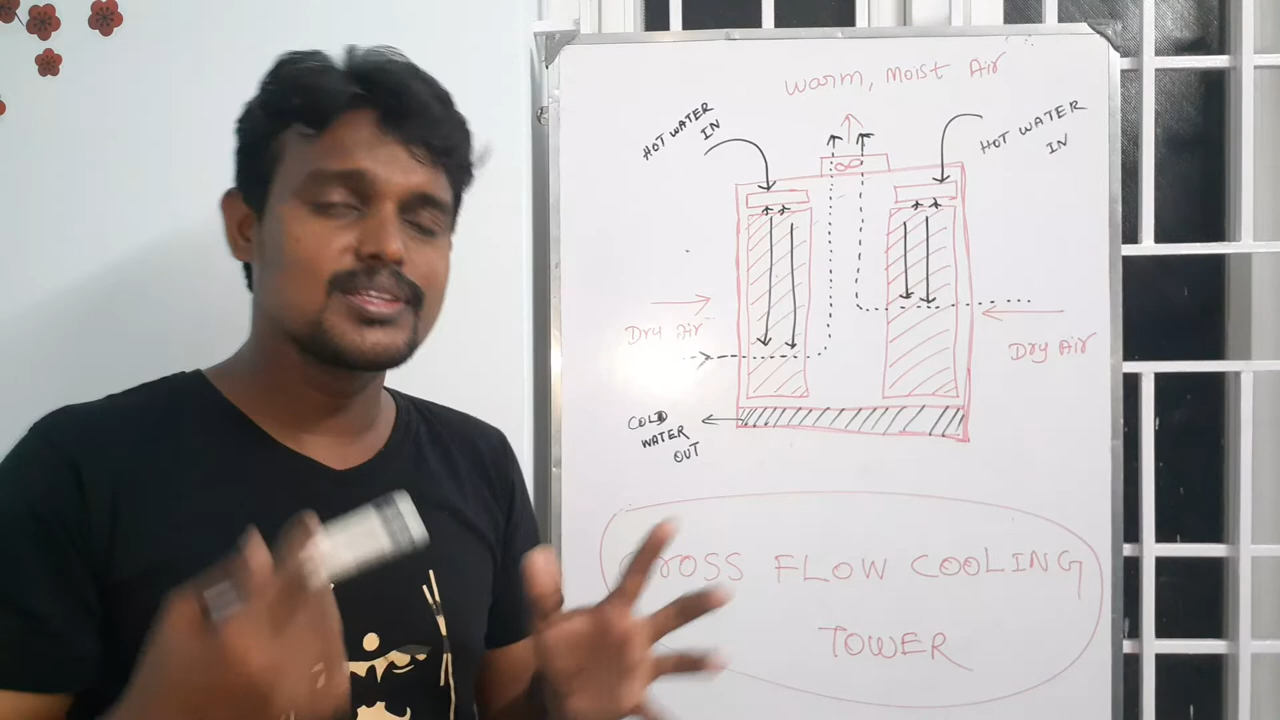 warm, Moist Air
HOT WATER
IN
HOT WATER
IN
Dry Air
Dry Air
COLD
WATER
OUT
CROSS FLOW COOLING
TOWER